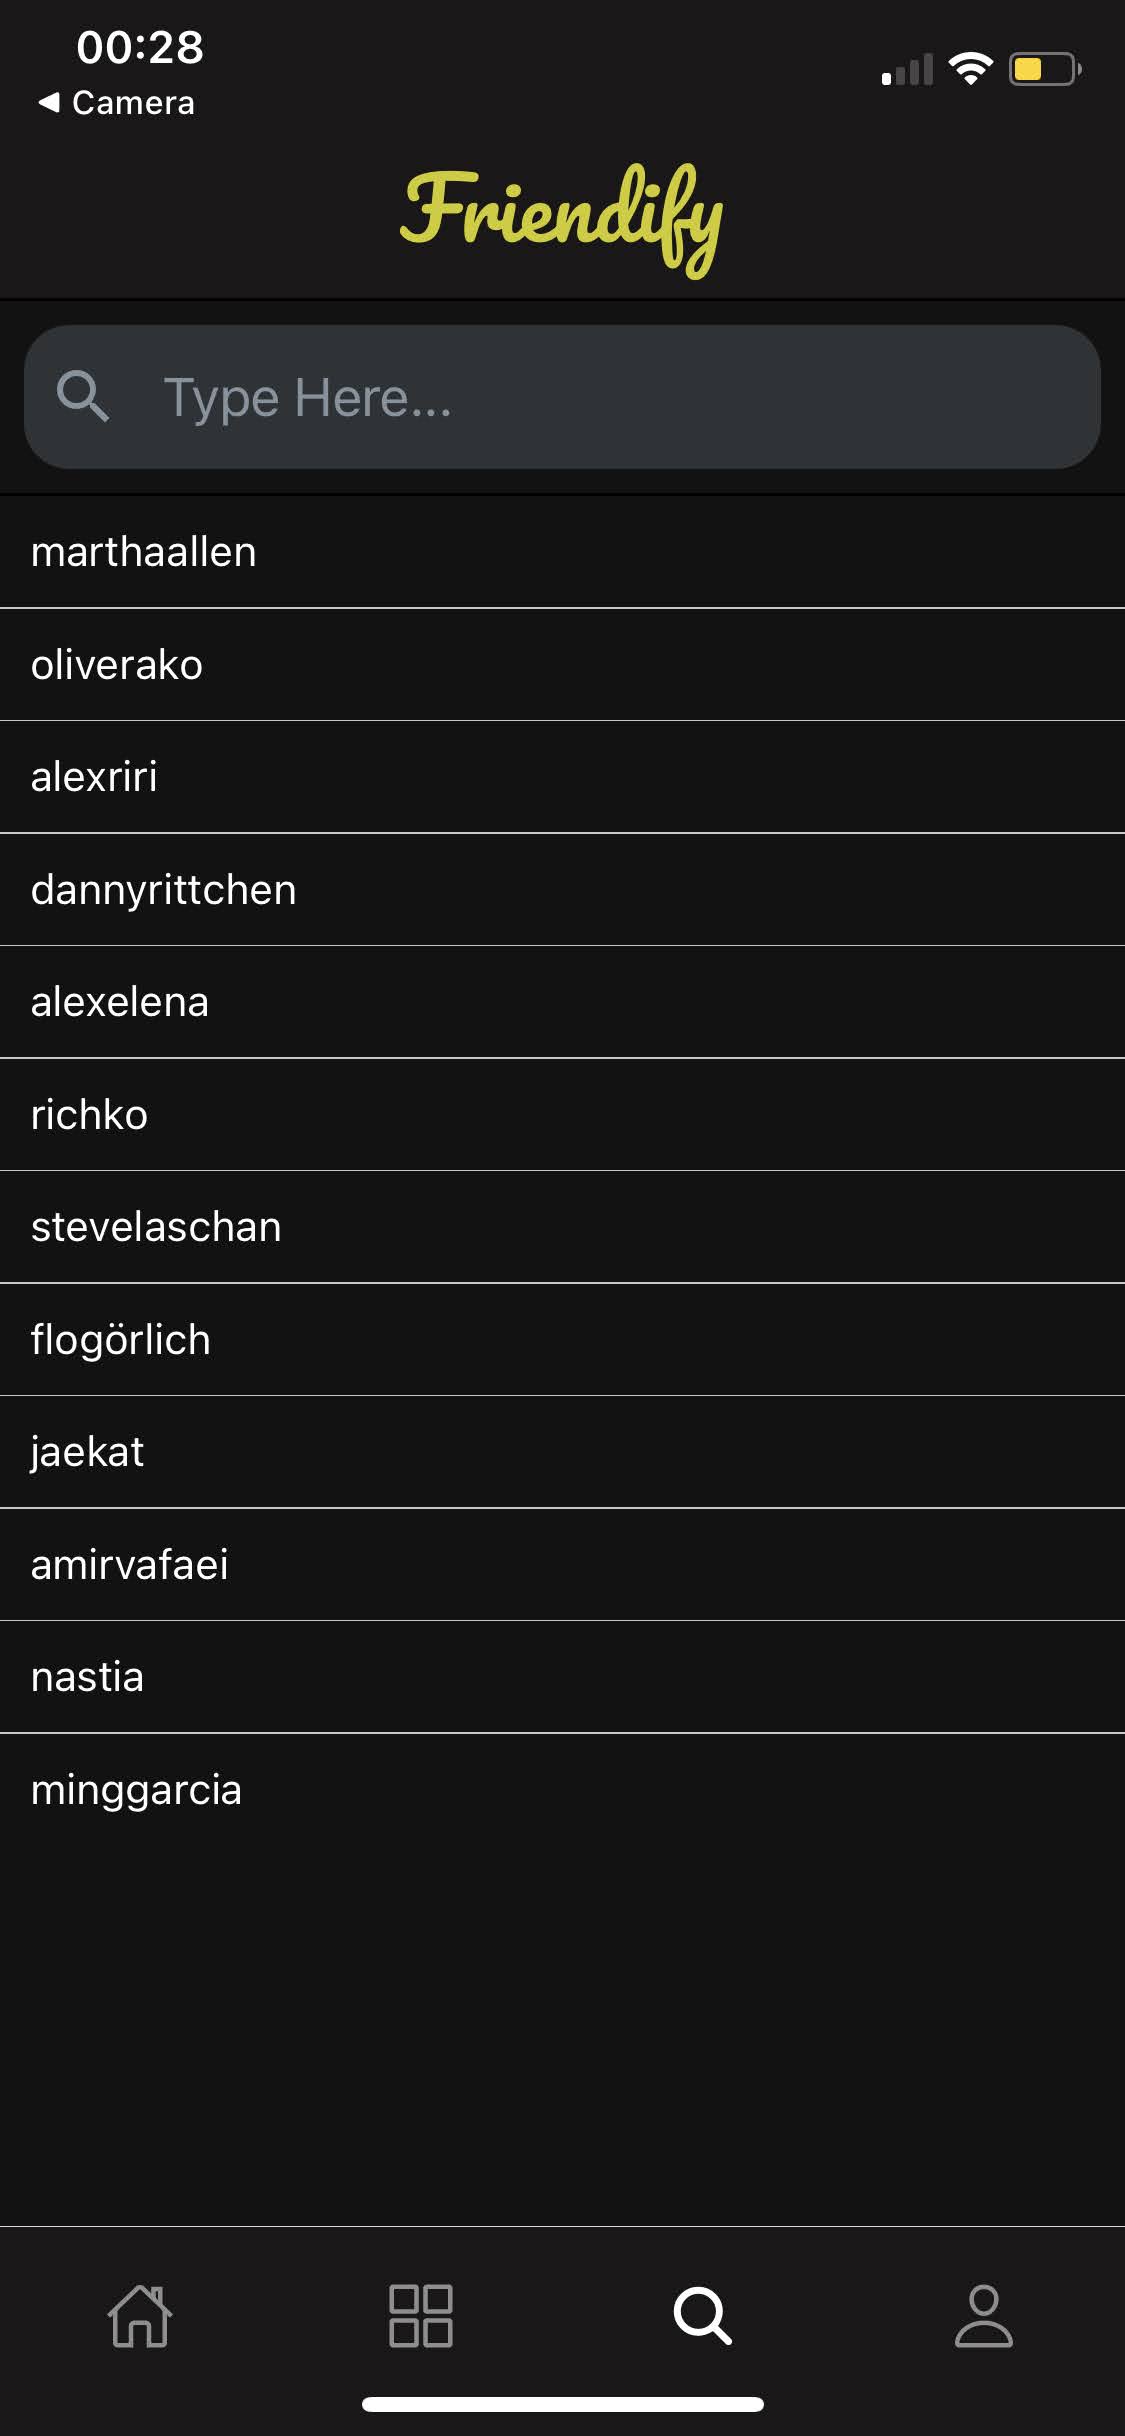 00:28
Camera
Friendify
Type Here...
marthaallen
oliverako
alexriri
dannyrittchen
alexelena
richko
stevelaschan
flogörlich
jaekat
amirvafaei
nastia
minggarcia